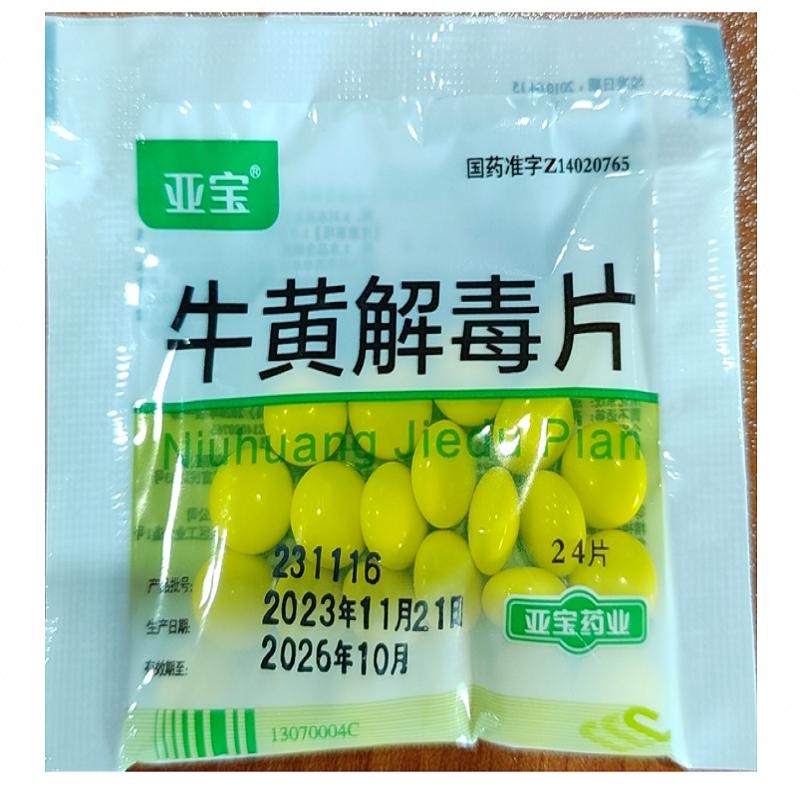 国药准字Z14020765
亚宝®
牛黄解毒片
Niuhuang Jiedu Pian
24片
产品批号: 231116
生产日期: 2023年11月21日
有效期至: 2026年10月
亚宝药业
13070004C